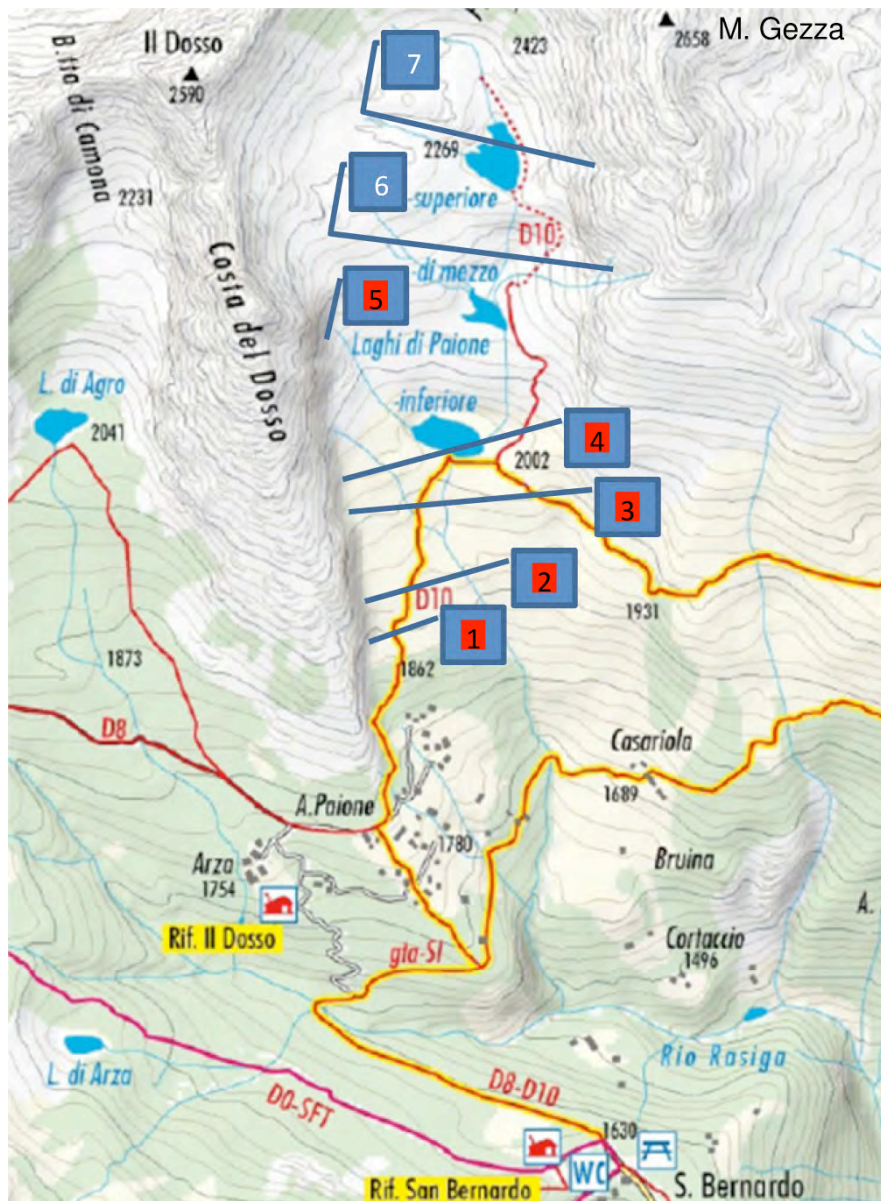 Il Dosso
2590
2423
2658
M. Gezza
7
B.tta di Camona
2269
6
-superiore
2231
D10
Costa del Dosso
di mezzo
5
Laghi di Paione
L. di Agro
2041
-inferiore
4
2002
3
2
D10
1931
1
1873
1862
D8
Casariola
1689
A.Paione
1780
Arza
1754
Bruina
A.
Rif. Il Dosso
Cortaccio
1496
gta-SI
Rio Rasiga
L. di Arza
D0-SFT
D8-D10
1630
WC
S. Bernardo
Rif. San Bernardo